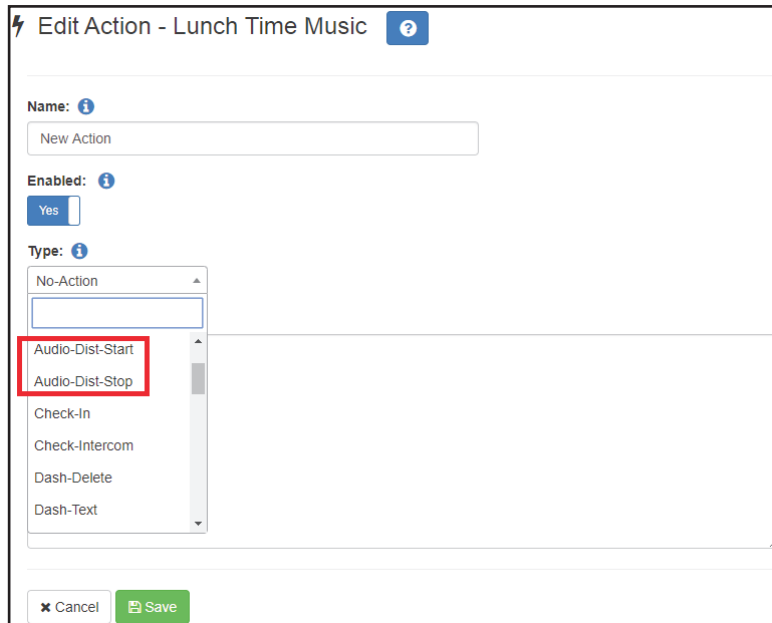 Edit Action - Lunch Time Music ?
Name: i
New Action
Enabled: i
Yes
Type: i
No-Action
Audio-Dist-Start
Audio-Dist-Stop
Check-In
Check-Intercom
Dash-Delete
Dash-Text
Cancel Save